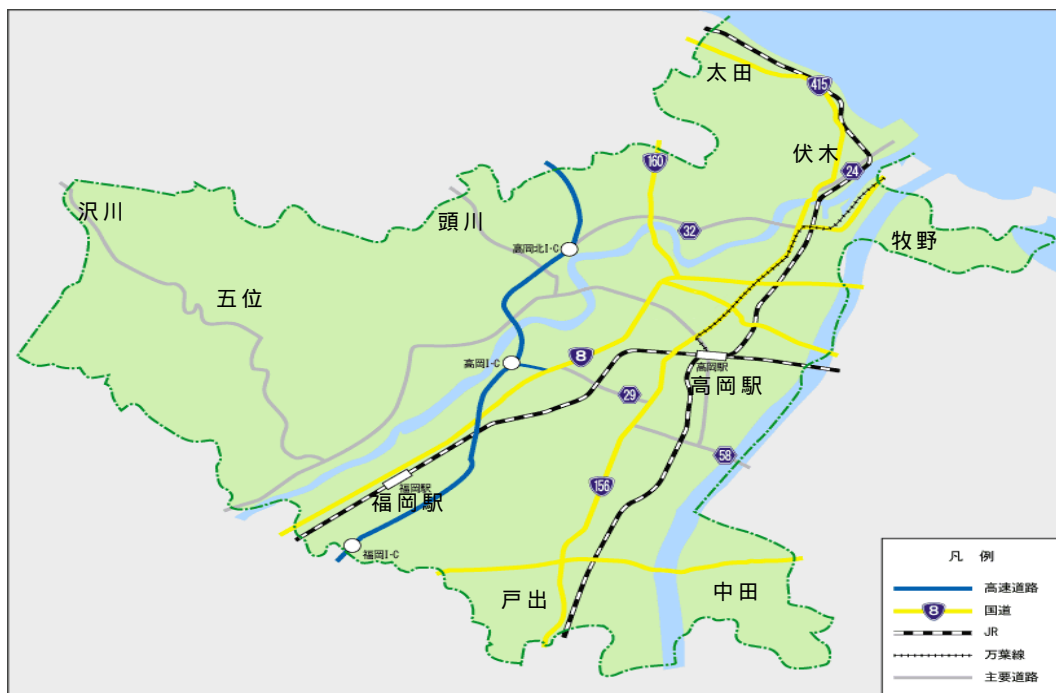 太田
415
伏木
160
24
沢川
頭川
32
高岡北I-C
牧野
五位
高岡I-C
8
高岡駅
高岡駅
29
58
福岡駅
福岡駅
156
福岡I-C
戸出
中田
凡 例
高速道路
8 国道
JR
万葉線
主要道路